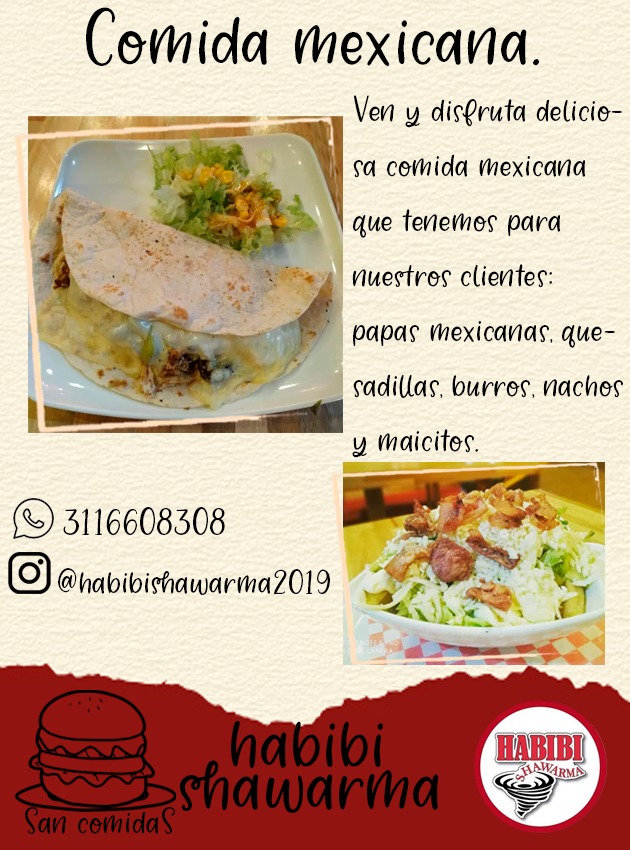 Comida mexicana.
Ven y disfruta delicio-
sa comida mexicana
que tenemos para
nuestros clientes:
papas mexicanas, que-
sadillas, burros, nachos
y maicitos.
3116608308
@habibishawarma2019
habibi
shawarma
San comidas
HABIBI
SHAWARMA